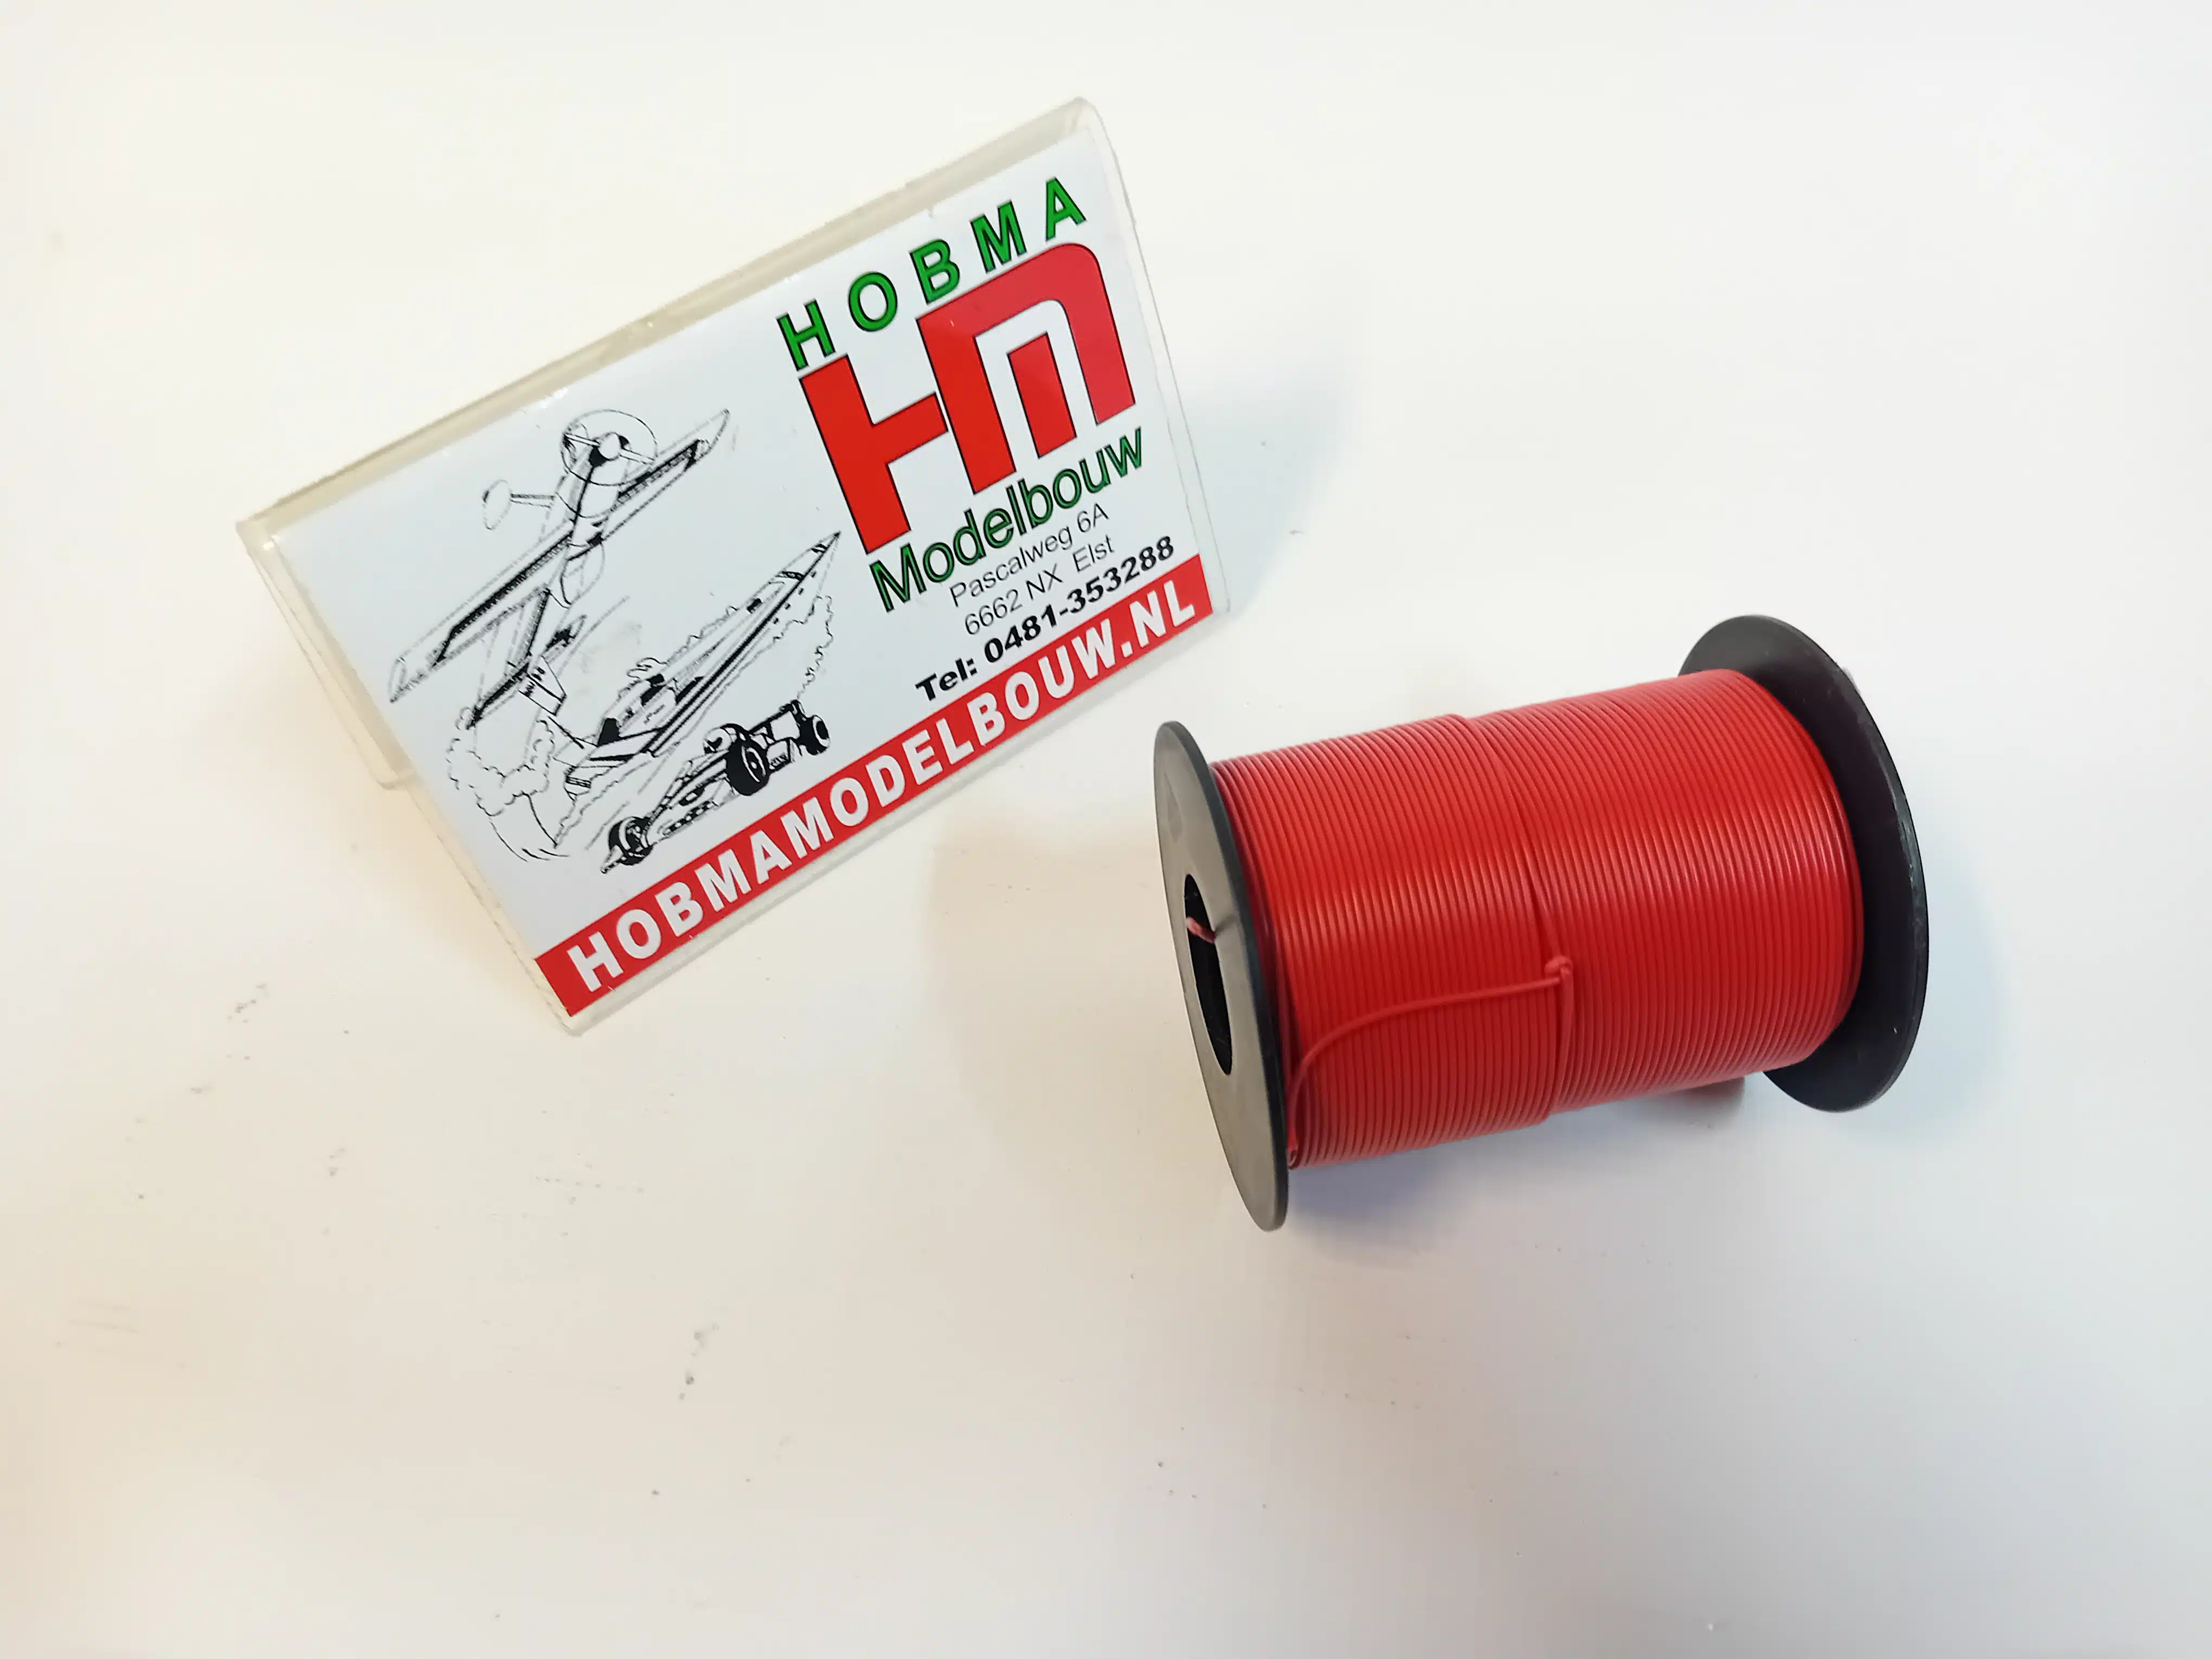 HOBMA
HM
Modelbouw
Pascalweg 6A
6662 NX Elst
Tel: 0481-353288
HOBMAMODELBOUW.NL